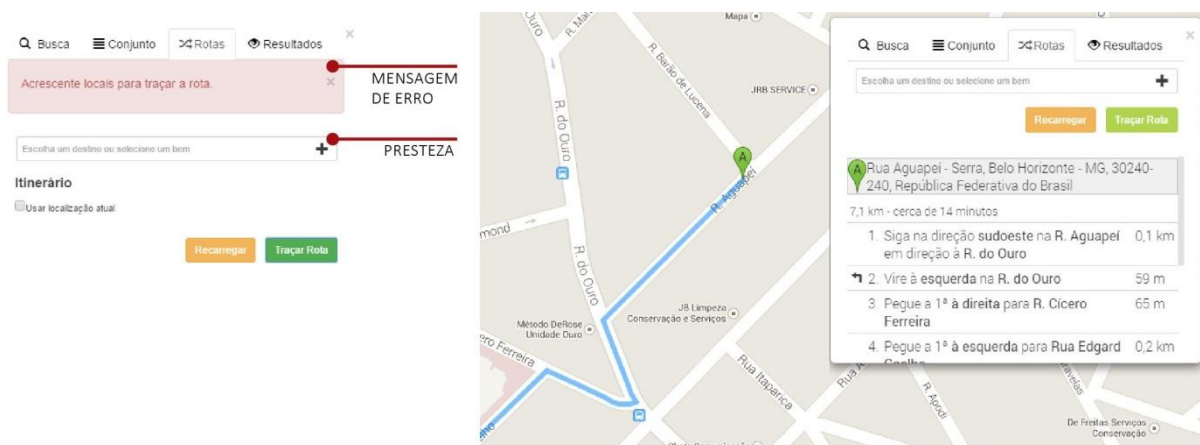 Busca Conjunto Rotas Resultados ×
Acrescente locais para traçar a rota. ×
MENSAGEM
DE ERRO
Escolha um destino ou selecione um bem
PRESTEZA
Itinerário
Usar localização atual
Recarregar Traçar Rota
Mapa
R. do Ouro
R. Barão de Lucena
JRB SERVICE
R. do Ouro
A
R. Aguapeí
R. do Ouro
JB Limpeza
Conservação e Serviços
Método DeRose
Unidade Ouro
Ferreira
Rua Itaparica
R. Apodi
De Freitas Serviços
Conservação
Busca Conjunto Rotas Resultados ×
Escolha um destino ou selecione um bem
Recarregar Traçar Rota
A Rua Aguapei - Serra, Belo Horizonte - MG, 30240-
240, República Federativa do Brasil
7,1 km - cerca de 14 minutos
1. Siga na direção sudoeste na R. Aguapeí 0,1 km
em direção à R. do Ouro
2. Vire à esquerda na R. do Ouro 59 m
3. Pegue a 1ª à direita para R. Cícero 65 m
Ferreira
4. Pegue a 1ª à esquerda para Rua Edgard 0,2 km